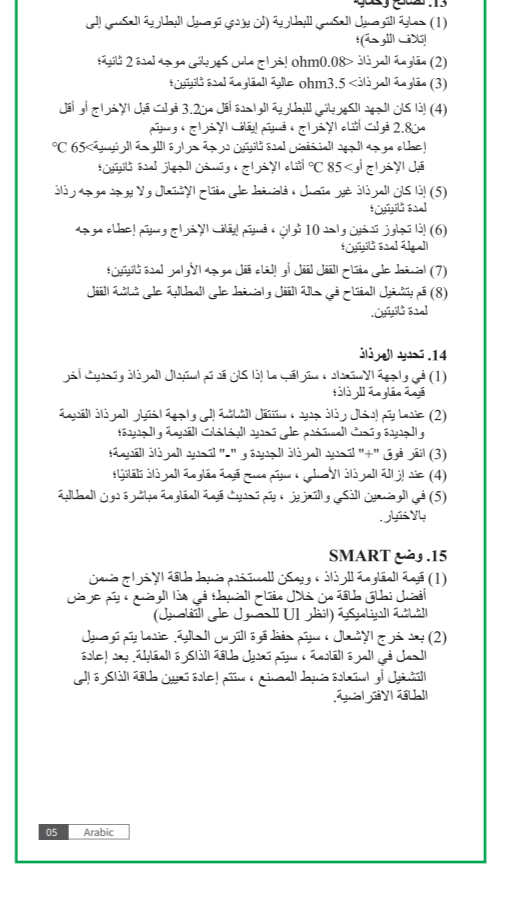 13. نصائح وحماية
(1) حماية التوصيل العكسي للبطارية (لن يؤدي توصيل البطارية العكسي إلى
إتلاف اللوحة)؛
(2) مقاومة المرذاذ <ohm0.08 إخراج ماس كهربائي موجه لمدة 2 ثانية؛
(3) مقاومة المرذاذ> ohm3.5 عالية المقاومة لمدة ثانيتين؛
(4) إذا كان الجهد الكهربائي للبطارية الواحدة أقل من3.2 فولت قبل الإخراج أو أقل
من2.8 فولت أثناء الإخراج ، فسيتم إيقاف الإخراج ، وسيتم
إعطاء موجه الجهد المنخفض لمدة ثانيتين درجة حرارة اللوحة الرئيسية>65 C°
قبل الإخراج أو> 85 C° أثناء الإخراج ، وتسخن الجهاز لمدة ثانيتين؛
(5) إذا كان المرذاذ غير متصل ، فاضغط على مفتاح الإشتعال ولا يوجد موجه رذاذ
لمدة ثانيتين؛
(6) إذا تجاوز تدخين واحد 10 ثوانٍ ، فسيتم إيقاف الإخراج وسيتم إعطاء موجه
المهلة لمدة ثانيتين؛
(7) اضغط على مفتاح القفل لقفل أو إلغاء قفل موجه الأوامر لمدة ثانيتين؛
(8) قم بتشغيل المفتاح في حالة القفل واضغط على المطالبة على شاشة القفل
لمدة ثانيتين.
14. تحديد المرذاذ
(1) في واجهة الاستعداد ، ستراقب ما إذا كان قد تم استبدال المرذاذ وتحديث آخر
قيمة مقاومة للرذاذ؛
(2) عندما يتم إدخال رذاذ جديد ، ستنتقل الشاشة إلى واجهة اختيار المرذاذ القديمة
والجديدة وتحث المستخدم على تحديد البخاخات القديمة والجديدة؛
(3) انقر فوق "+" لتحديد المرذاذ الجديدة و "-" لتحديد المرذاذ القديمة؛
(4) عند إزالة المرذاذ الأصلي ، سيتم مسح قيمة مقاومة المرذاذ تلقائيًا؛
(5) في الوضعين الذكي والتعزيز ، يتم تحديث قيمة المقاومة مباشرة دون المطالبة
بالاختيار.
15. وضع SMART
(1) قيمة المقاومة للرذاذ ، ويمكن للمستخدم ضبط طاقة الإخراج ضمن
أفضل نطاق طاقة من خلال مفتاح الضبط؛ في هذا الوضع ، يتم عرض
الشاشة الديناميكية (انظر UI للحصول على التفاصيل)
(2) بعد خرج الإشعال ، سيتم حفظ قوة الترس الحالية. عندما يتم توصيل
الحمل في المرة القادمة ، سيتم تعديل طاقة الذاكرة المقابلة. بعد إعادة
التشغيل أو استعادة ضبط المصنع ، ستتم إعادة تعيين طاقة الذاكرة إلى
الطاقة الافتراضية.
05 Arabic